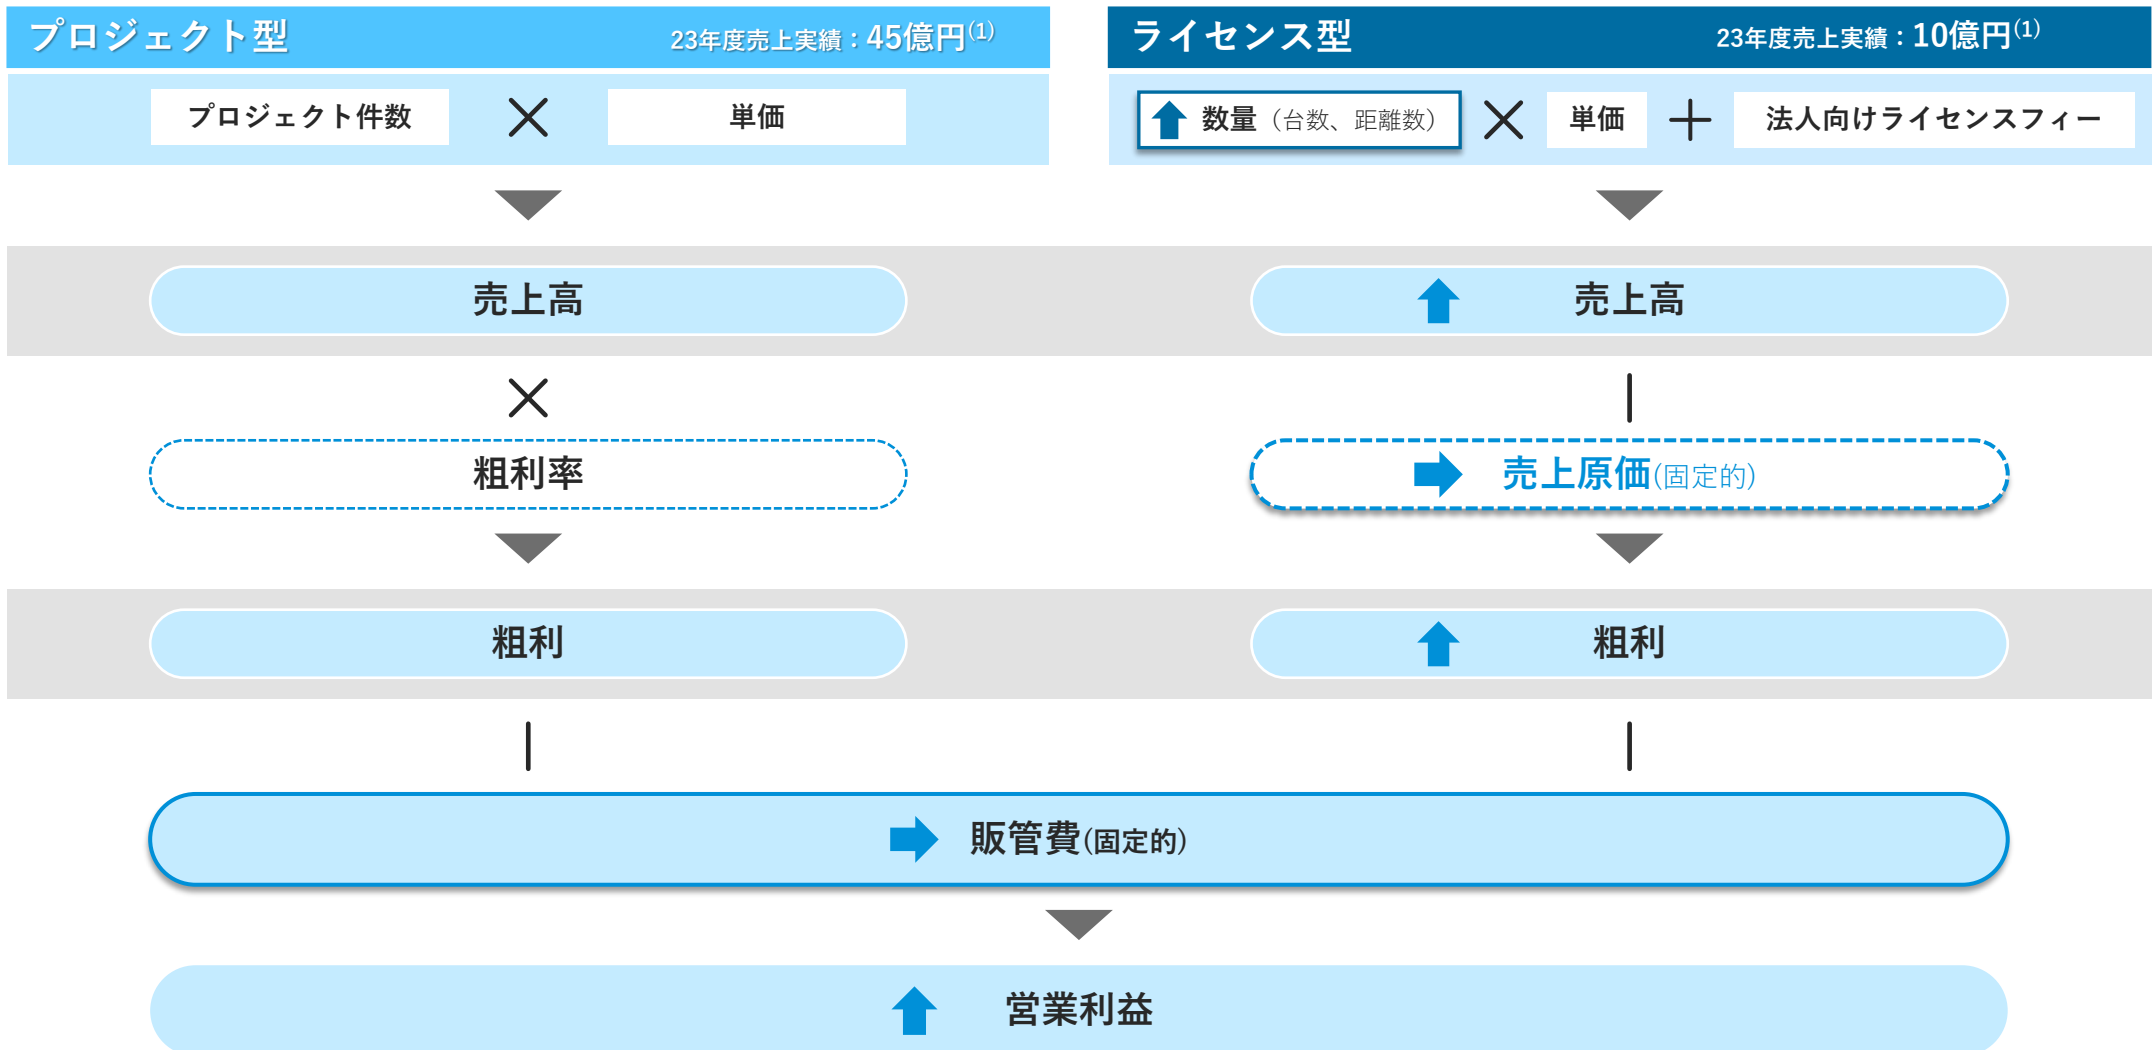 プロジェクト型
23年度売上実績：45億円(1)
プロジェクト件数 × 単価
ライセンス型
23年度売上実績：10億円(1)
数量（台数、距離数） × 単価 ＋ 法人向けライセンスフィー
売上高
売上高
×
粗利率
売上原価(固定的)
粗利
粗利
販管費(固定的)
営業利益